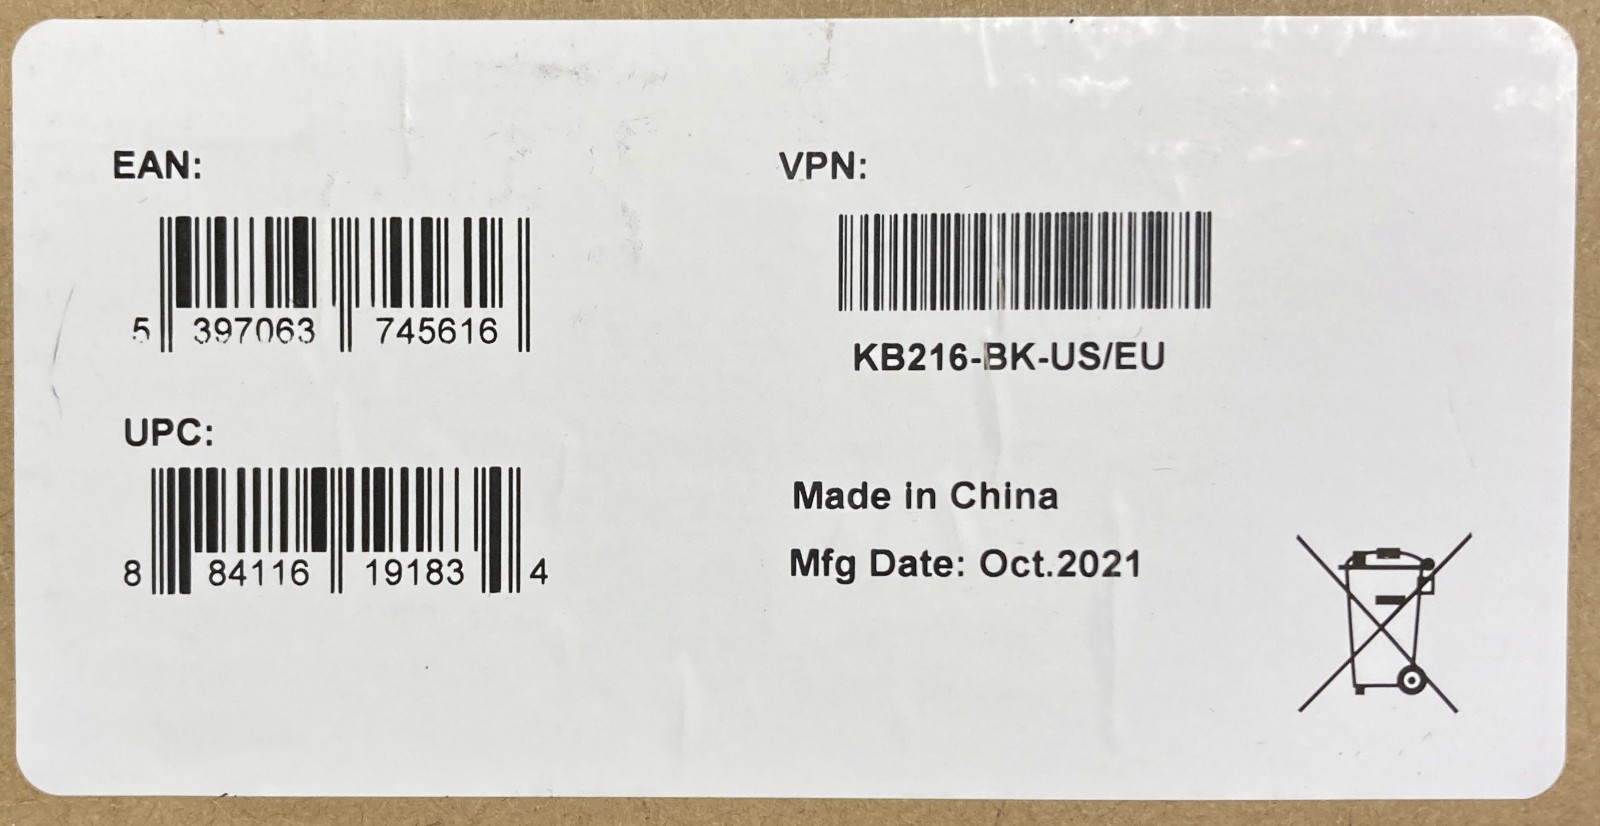 EAN:
5 397063 745616
UPC:
8 84116 19183 4
VPN:
KB216-BK-US/EU
Made in China
Mfg Date: Oct.2021